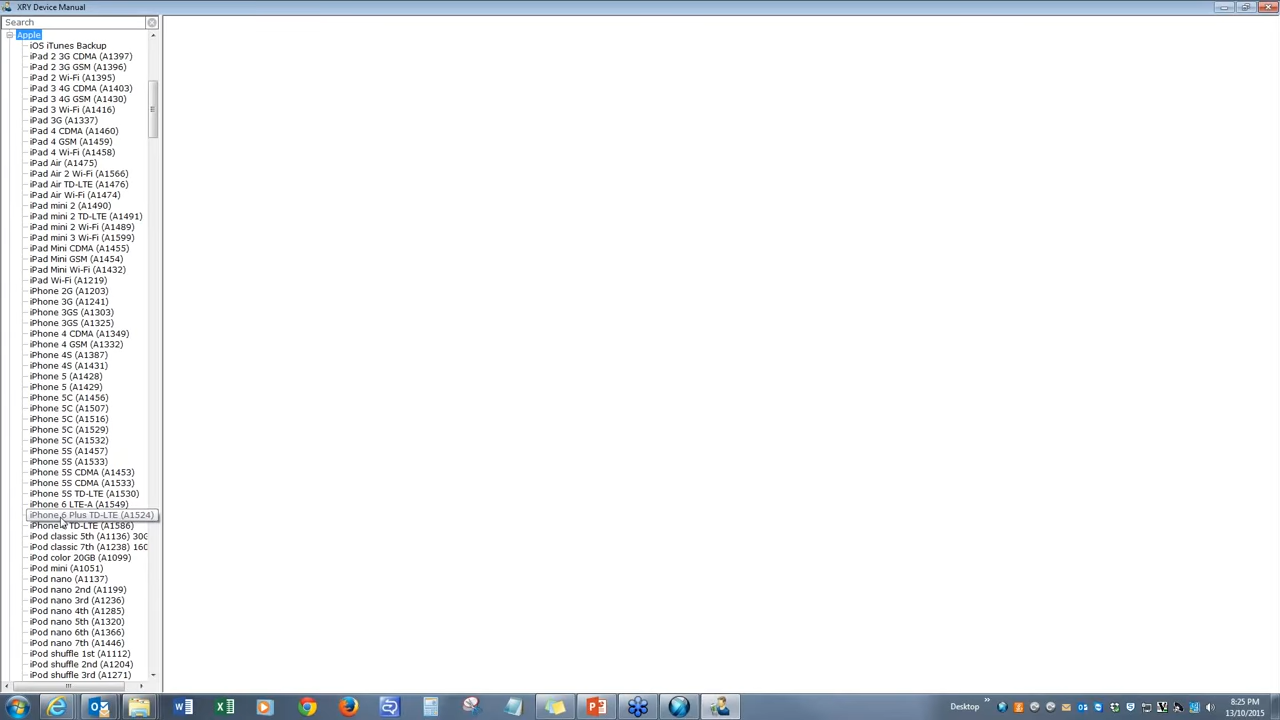 XRY Device Manual
Search
Apple
iOS iTunes Backup
iPad 2 3G CDMA (A1397)
iPad 2 3G GSM (A1396)
iPad 2 Wi-Fi (A1395)
iPad 3 4G CDMA (A1403)
iPad 3 4G GSM (A1430)
iPad 3 Wi-Fi (A1416)
iPad 3G (A1337)
iPad 4 CDMA (A1460)
iPad 4 GSM (A1459)
iPad 4 Wi-Fi (A1458)
iPad Air (A1475)
iPad Air 2 Wi-Fi (A1566)
iPad Air TD-LTE (A1476)
iPad Air Wi-Fi (A1474)
iPad mini 2 (A1490)
iPad mini 2 TD-LTE (A1491)
iPad mini 2 Wi-Fi (A1489)
iPad mini 3 Wi-Fi (A1599)
iPad Mini CDMA (A1455)
iPad Mini GSM (A1454)
iPad Mini Wi-Fi (A1432)
iPad Wi-Fi (A1219)
iPhone 2G (A1203)
iPhone 3G (A1241)
iPhone 3GS (A1303)
iPhone 3GS (A1325)
iPhone 4 CDMA (A1349)
iPhone 4 GSM (A1332)
iPhone 4S (A1387)
iPhone 4S (A1431)
iPhone 5 (A1428)
iPhone 5 (A1429)
iPhone 5C (A1456)
iPhone 5C (A1507)
iPhone 5C (A1516)
iPhone 5C (A1529)
iPhone 5C (A1532)
iPhone 5S (A1457)
iPhone 5S (A1533)
iPhone 5S CDMA (A1453)
iPhone 5S CDMA (A1533)
iPhone 5S TD-LTE (A1530)
iPhone 6 LTE-A (A1549)
iPhone 6 Plus TD-LTE (A1524)
iPhone TD-LTE (A1586)
iPod classic 5th (A1136) 30G
iPod classic 7th (A1238) 160
iPod color 20GB (A1099)
iPod mini (A1051)
iPod nano (A1137)
iPod nano 2nd (A1199)
iPod nano 3rd (A1236)
iPod nano 4th (A1285)
iPod nano 5th (A1320)
iPod nano 6th (A1366)
iPod nano 7th (A1446)
iPod shuffle 1st (A1112)
iPod shuffle 2nd (A1204)
iPod shuffle 3rd (A1271)
Desktop
8:25 PM
13/10/2015